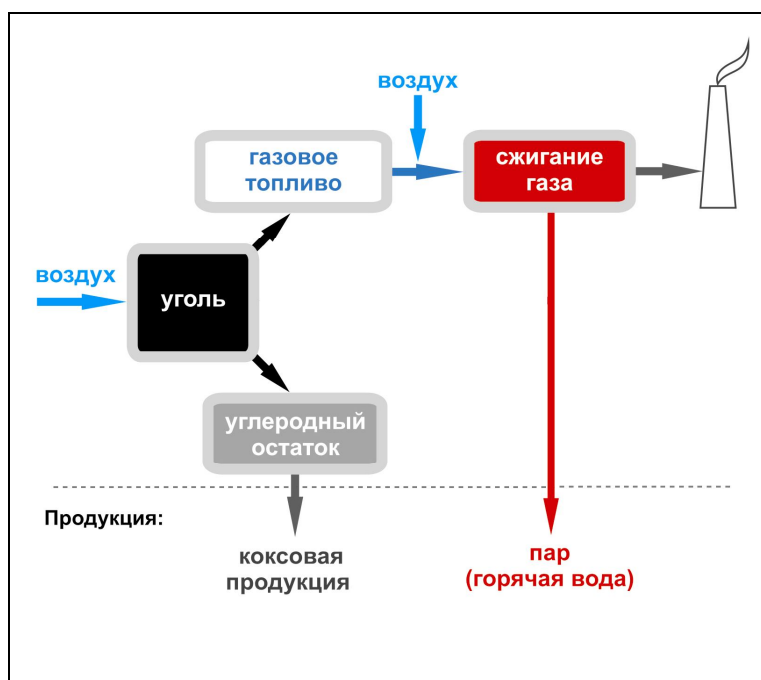 воздух
газовое
топливо
сжигание
газа
воздух
уголь
углеродный
остаток
Продукция:
коксовая
продукция
пар
(горячая вода)